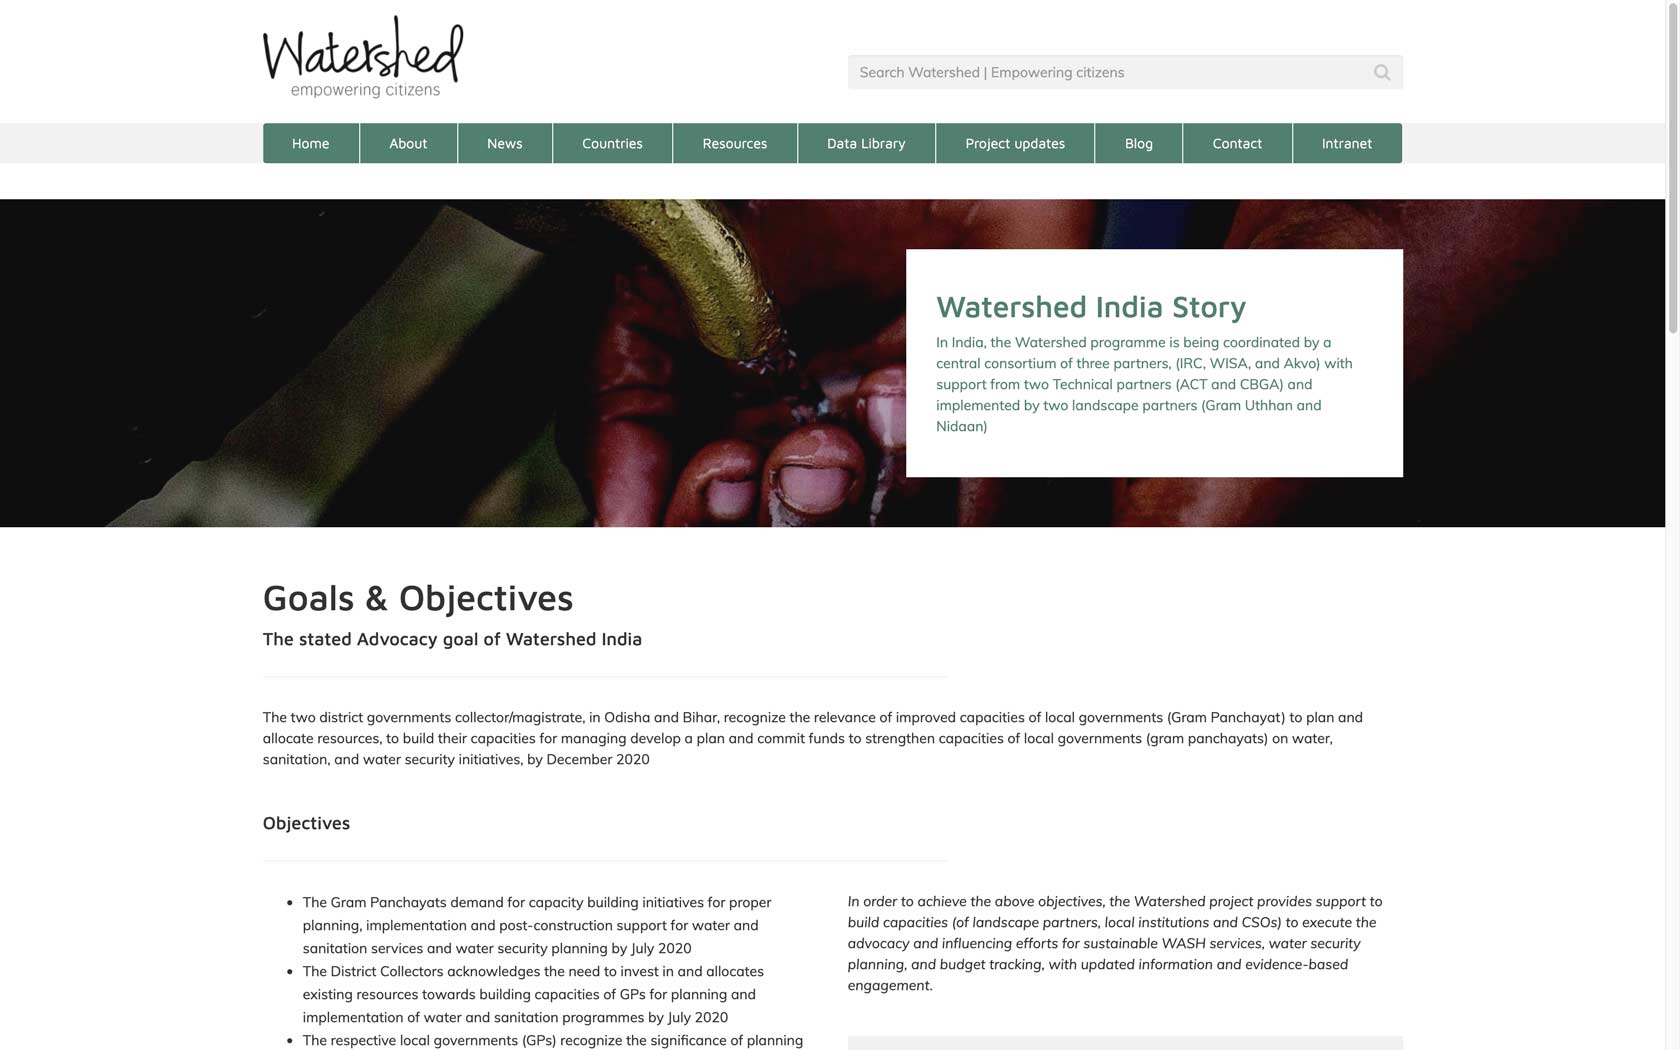 Watershed
empowering citizens
Search Watershed | Empowering citizens
Home About News Countries Resources Data Library Project updates Blog Contact Intranet
Watershed India Story
In India, the Watershed programme is being coordinated by a
central consortium of three partners, (IRC, WISA, and Akvo) with
support from two Technical partners (ACT and CBGA) and
implemented by two landscape partners (Gram Uthhan and
Nidaan)
Goals & Objectives
The stated Advocacy goal of Watershed India
The two district governments collector/magistrate, in Odisha and Bihar, recognize the relevance of improved capacities of local governments (Gram Panchayat) to plan and
allocate resources, to build their capacities for managing develop a plan and commit funds to strengthen capacities of local governments (gram panchayats) on water,
sanitation, and water security initiatives, by December 2020
Objectives
• The Gram Panchayats demand for capacity building initiatives for proper
planning, implementation and post-construction support for water and
sanitation services and water security planning by July 2020
• The District Collectors acknowledges the need to invest in and allocates
existing resources towards building capacities of GPs for planning and
implementation of water and sanitation programmes by July 2020
• The respective local governments (GPs) recognize the significance of planning
In order to achieve the above objectives, the Watershed project provides support to
build capacities (of landscape partners, local institutions and CSOs) to execute the
advocacy and influencing efforts for sustainable WASH services, water security
planning, and budget tracking, with updated information and evidence-based
engagement.